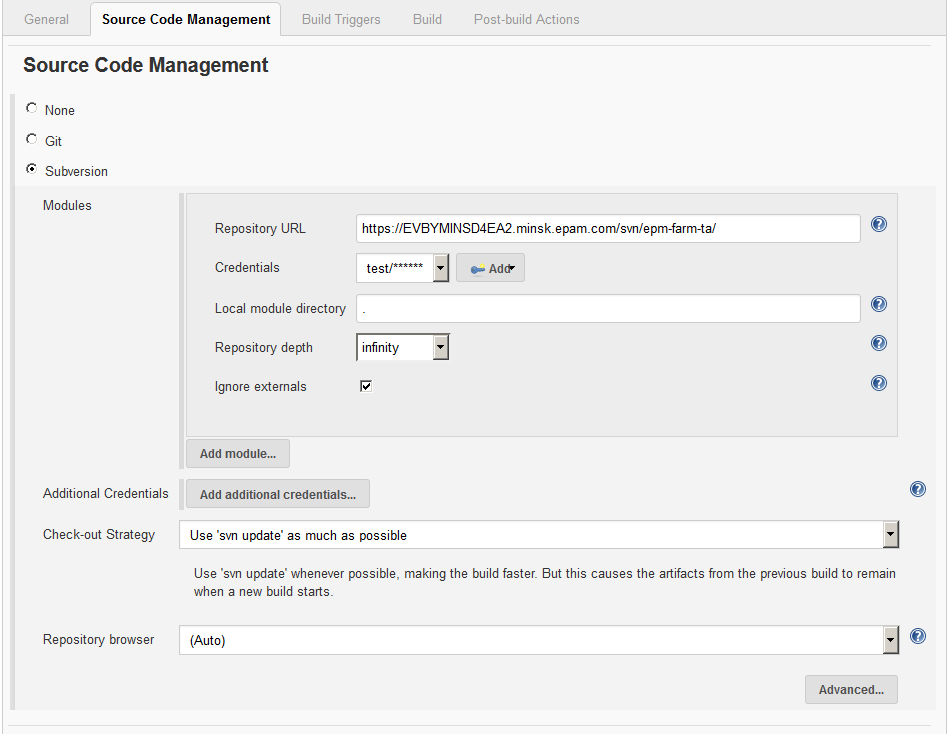 General Source Code Management Build Triggers Build Post-build Actions
Source Code Management
None
Git
Subversion
Modules
Repository URL https://EVBYMINSD4EA2.minsk.epam.com/svn/epm-farm-ta/
Credentials test/****** Add
Local module directory .
Repository depth infinity
Ignore externals
Add module...
Additional Credentials Add additional credentials...
Check-out Strategy Use 'svn update' as much as possible
Use 'svn update' whenever possible, making the build faster. But this causes the artifacts from the previous build to remain
when a new build starts.
Repository browser (Auto)
Advanced...